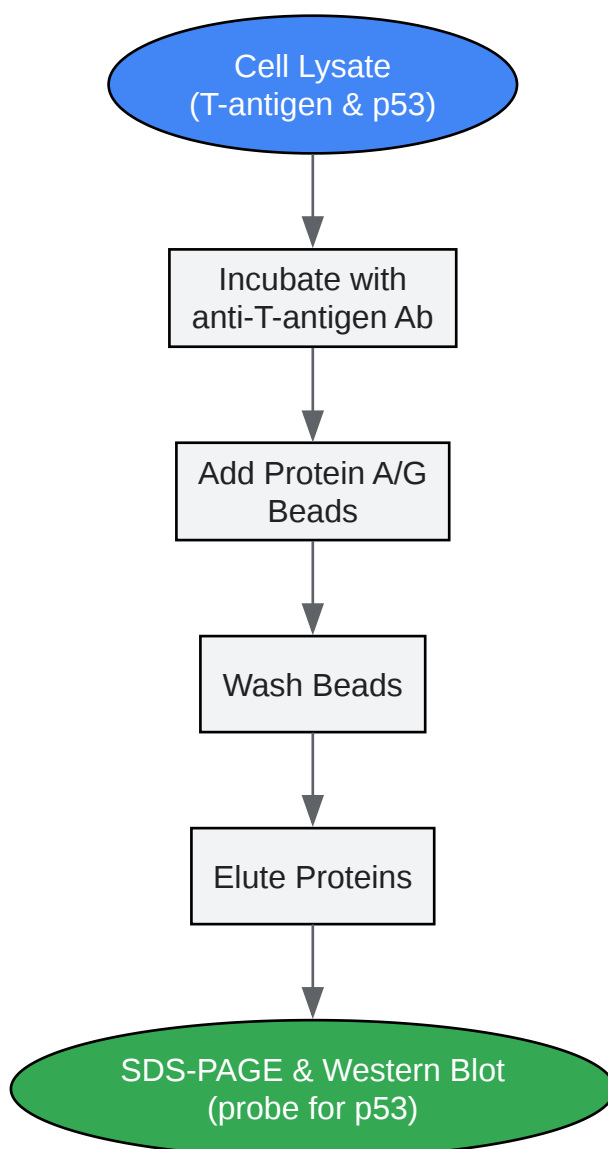 Cell Lysate
(T-antigen & p53)
Incubate with
anti-T-antigen Ab
Add Protein A/G
Beads
Wash Beads
Elute Proteins
SDS-PAGE & Western Blot
(probe for p53)